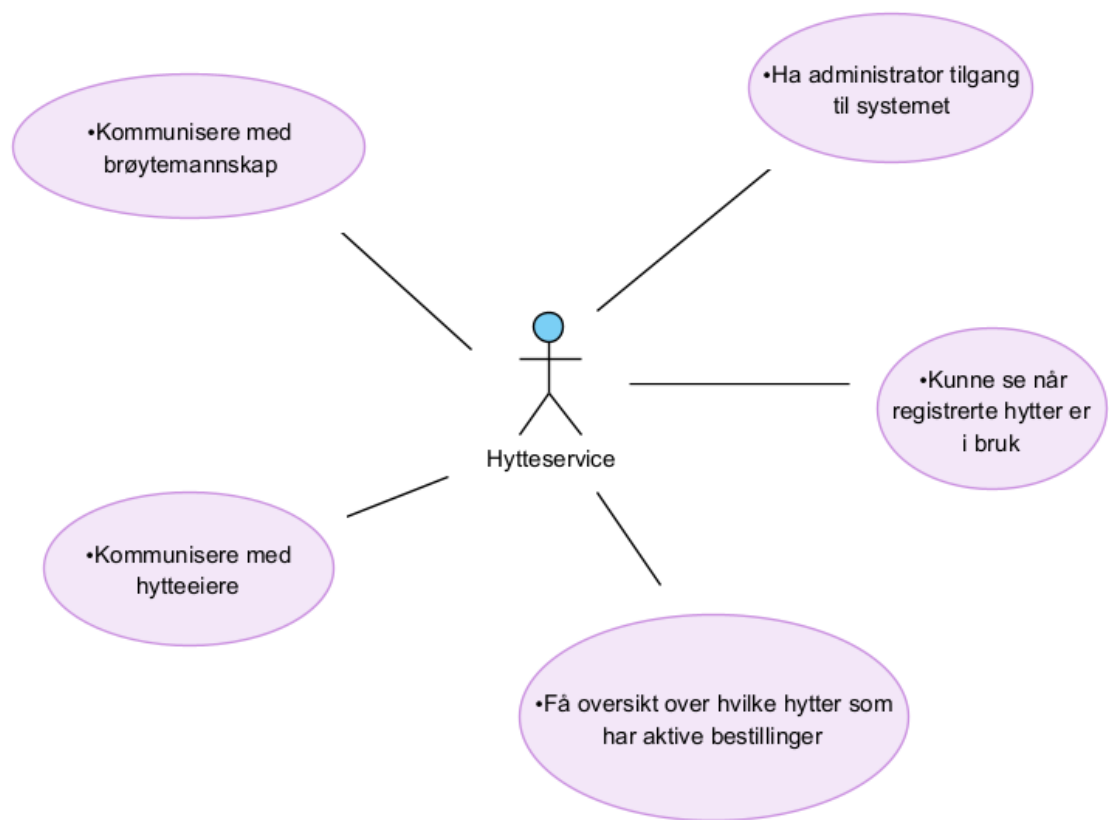 •Ha administrator tilgang
til systemet
•Kommunisere med
brøytemannskap
•Kunne se når
registrerte hytter er
i bruk
Hytteservice
•Kommunisere med
hytteeiere
•Få oversikt over hvilke hytter som
har aktive bestillinger